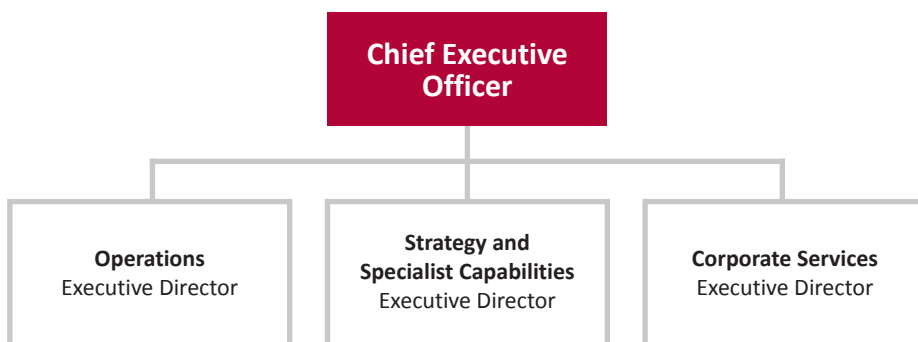 Chief Executive
Officer
Operations
Executive Director
Strategy and
Specialist Capabilities
Executive Director
Corporate Services
Executive Director